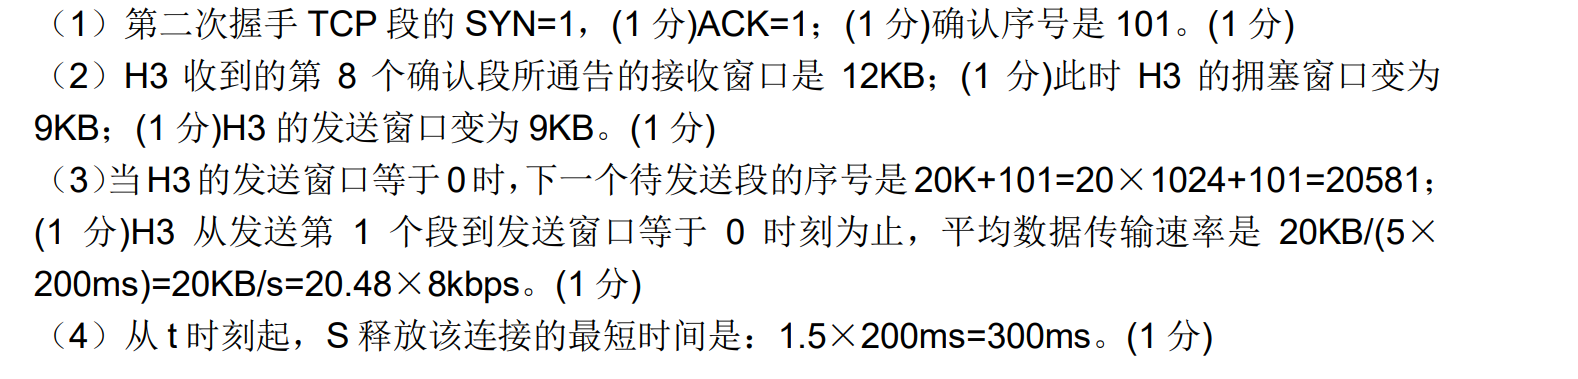 （1）第二次握手 TCP 段的 SYN=1，(1 分)ACK=1；(1 分)确认序号是 101。(1 分)
（2）H3 收到的第 8 个确认段所通告的接收窗口是 12KB；(1 分)此时 H3 的拥塞窗口变为
9KB；(1 分)H3 的发送窗口变为 9KB。(1 分)
（3）当 H3 的发送窗口等于 0 时，下一个待发送段的序号是 20K+101=20×1024+101=20581；
(1 分)H3 从发送第 1 个段到发送窗口等于 0 时刻为止，平均数据传输速率是 20KB/(5×
200ms)=20KB/s=20.48×8kbps。(1 分)
（4）从 t 时刻起，S 释放该连接的最短时间是：1.5×200ms=300ms。(1 分)